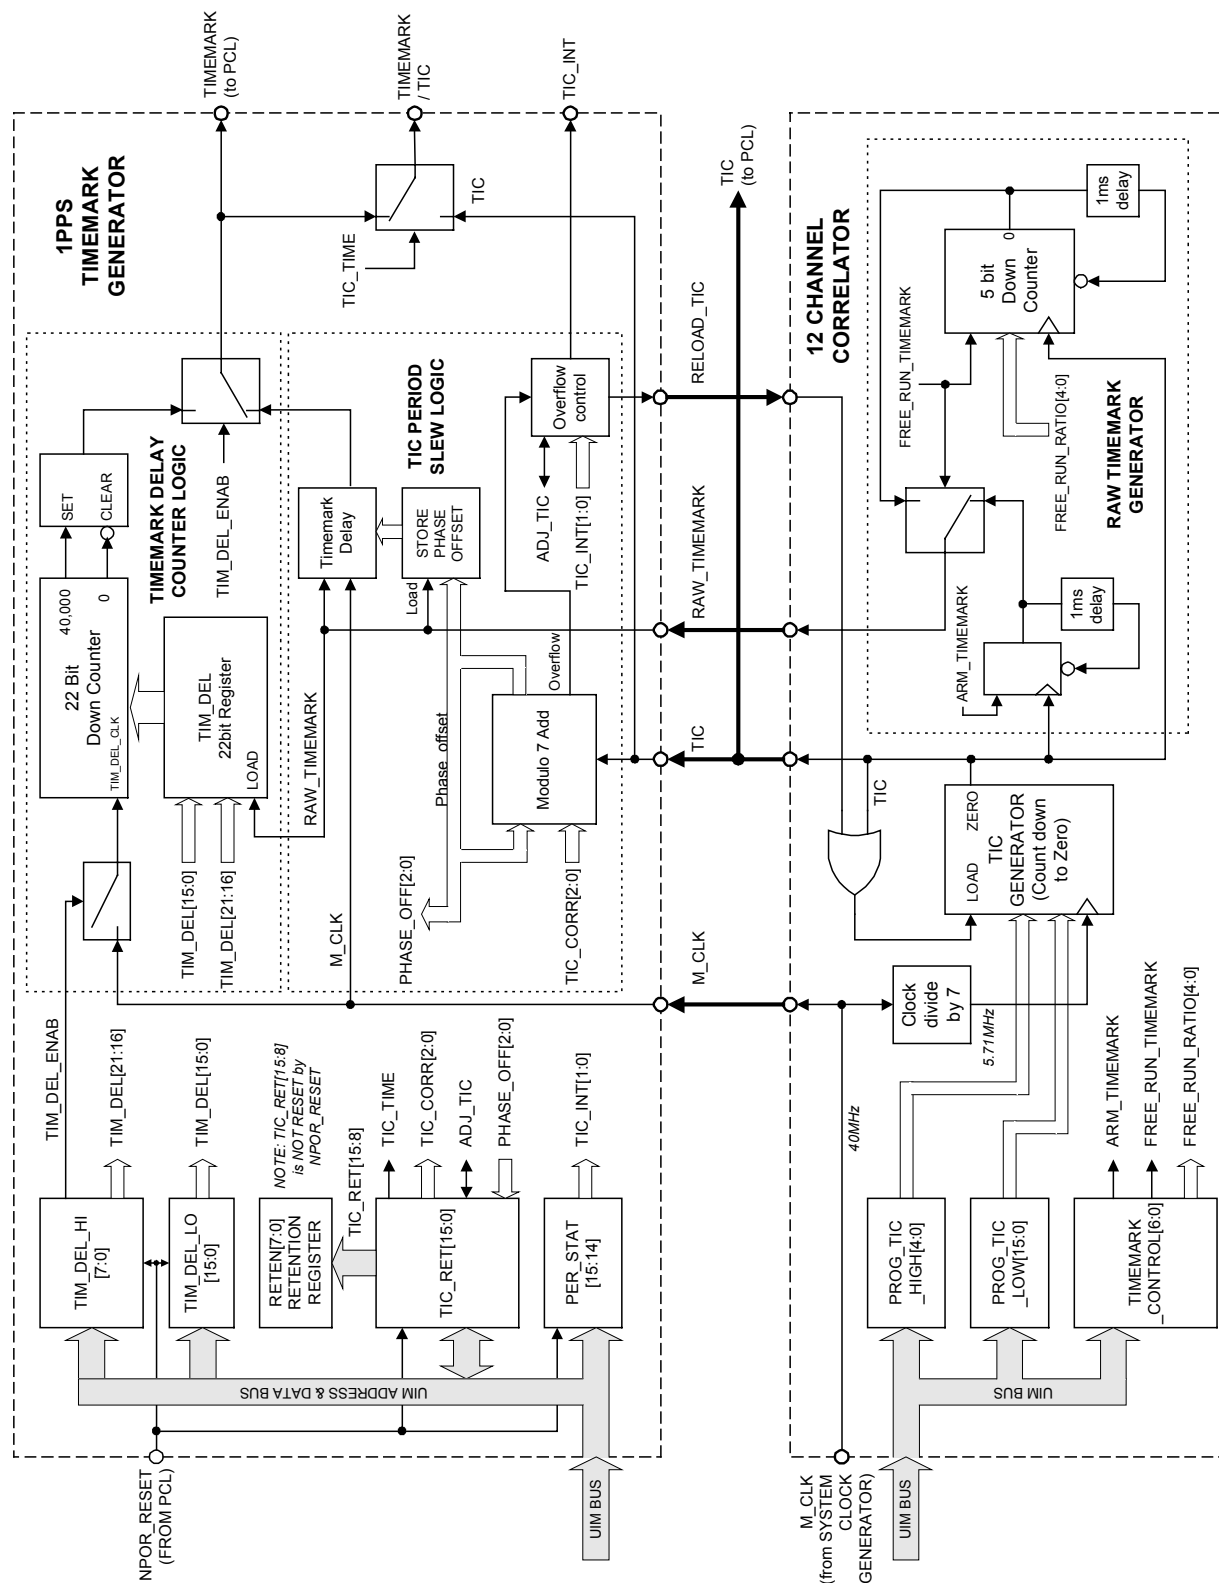 1PPS
TIMEMARK
GENERATOR
TIMEMARK
(to PCL)
TIMEMARK
/ TIC
TIC_INT
TIC
TIC_TIME
SET
CLEAR
40,000
0
22 Bit
Down Counter
TIM_DEL_CLK
TIM_DEL
22bit Register
LOAD
TIMEMARK DELAY
COUNTER LOGIC
TIM_DEL_ENAB
TIM_DEL[15:0]
TIM_DEL[21:16]
RAW_TIMEMARK
M_CLK
TIC PERIOD
SLEW LOGIC
Timemark
Delay
STORE
PHASE
OFFSET
Load
Overflow
control
ADJ_TIC
TIC_INT[1:0]
Overflow
Modulo 7 Add
Phase offset
PHASE_OFF[2:0]
TIC_CORR[2:0]
TIM_DEL_ENAB
TIM_DEL[21:16]
TIM_DEL[15:0]
NOTE: TIC_RET[15:8]
is NOT RESET by
NPOR_RESET
TIC_RET[15:8]
TIC_TIME
TIC_CORR[2:0]
ADJ_TIC
PHASE_OFF[2:0]
TIC_INT[1:0]
TIM_DEL_HI
[7:0]
TIM_DEL_LO
[15:0]
RETEN[7:0]
RETENTION
REGISTER
TIC_RET[15:0]
PER_STAT
[15:14]
UIM ADDRESS & DATA BUS
NPOR_RESET
(FROM PCL)
UIM BUS
RELOAD_TIC
RAW_TIMEMARK
TIC
TIC
(to PCL)
M_CLK
12 CHANNEL
CORRELATOR
RAW TIMEMARK
GENERATOR
FREE_RUN_TIMEMARK
FREE_RUN_RATIO[4:0]
5 bit
Down
Counter
0
1ms
delay
ARM_TIMEMARK
1ms
delay
TIC
LOAD
ZERO
TIC
GENERATOR
(Count down
to Zero)
Clock
divide
by 7
5.71MHz
40MHz
ARM_TIMEMARK
FREE_RUN_TIMEMARK
FREE_RUN_RATIO[4:0]
PROG_TIC
_HIGH[4:0]
PROG_TIC
_LOW[15:0]
TIMEMARK
_CONTROL[6:0]
UIM BUS
M_CLK
(from SYSTEM
CLOCK
GENERATOR)
UIM BUS